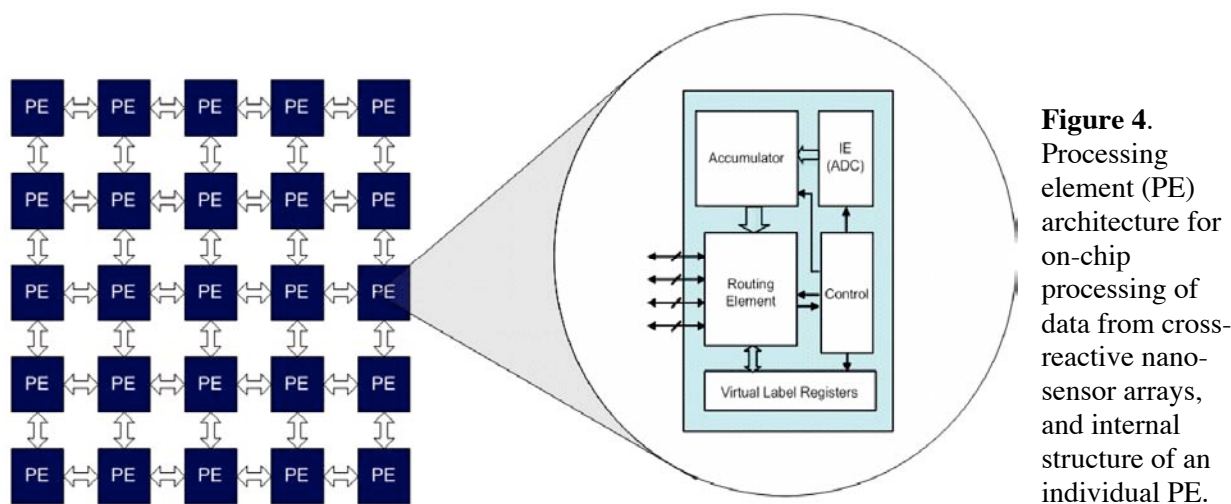 PE PE PE PE PE
PE PE PE PE PE
PE PE PE PE PE
PE PE PE PE PE
PE PE PE PE PE
Accumulator
IE
(ADC)
Routing
Element
Control
Virtual Label Registers
Figure 4.
Processing
element (PE)
architecture for
on-chip
processing of
data from cross-
reactive nano-
sensor arrays,
and internal
structure of an
individual PE.